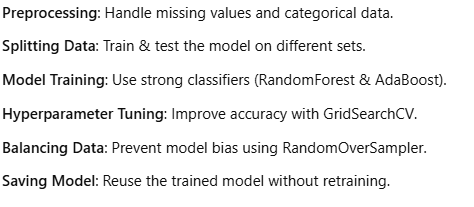 Preprocessing: Handle missing values and categorical data.
Splitting Data: Train & test the model on different sets.
Model Training: Use strong classifiers (RandomForest & AdaBoost).
Hyperparameter Tuning: Improve accuracy with GridSearchCV.
Balancing Data: Prevent model bias using RandomOverSampler.
Saving Model: Reuse the trained model without retraining.